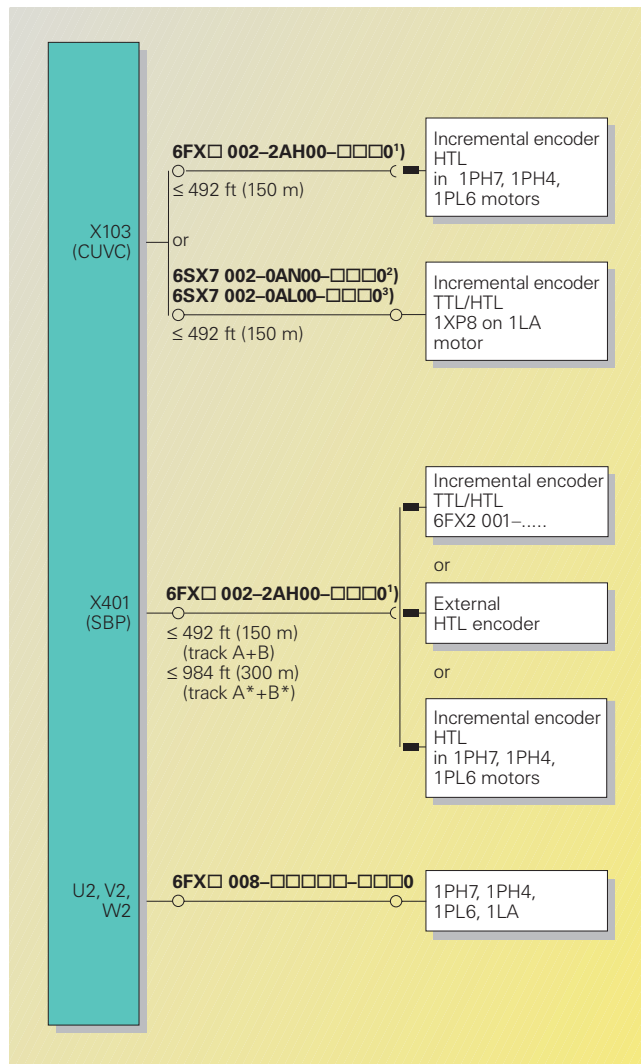 6FX□ 002–2AH00–□□□0¹)
≤ 492 ft (150 m)
Incremental encoder
HTL
in 1PH7, 1PH4,
1PL6 motors
X103
(CUVC)
or
6SX7 002–0AN00–□□□0²)
6SX7 002–0AL00–□□□0³)
≤ 492 ft (150 m)
Incremental encoder
TTL/HTL
1XP8 on 1LA
motor
Incremental encoder
TTL/HTL
6FX2 001–.....
or
X401
(SBP)
6FX□ 002–2AH00–□□□0¹)
≤ 492 ft (150 m)
(track A+B)
≤ 984 ft (300 m)
(track A*+B*)
External
HTL encoder
or
Incremental encoder
HTL
in 1PH7, 1PH4,
1PL6 motors
U2, V2,
W2
6FX□ 008–□□□□□–□□□0
1PH7, 1PH4,
1PL6, 1LA